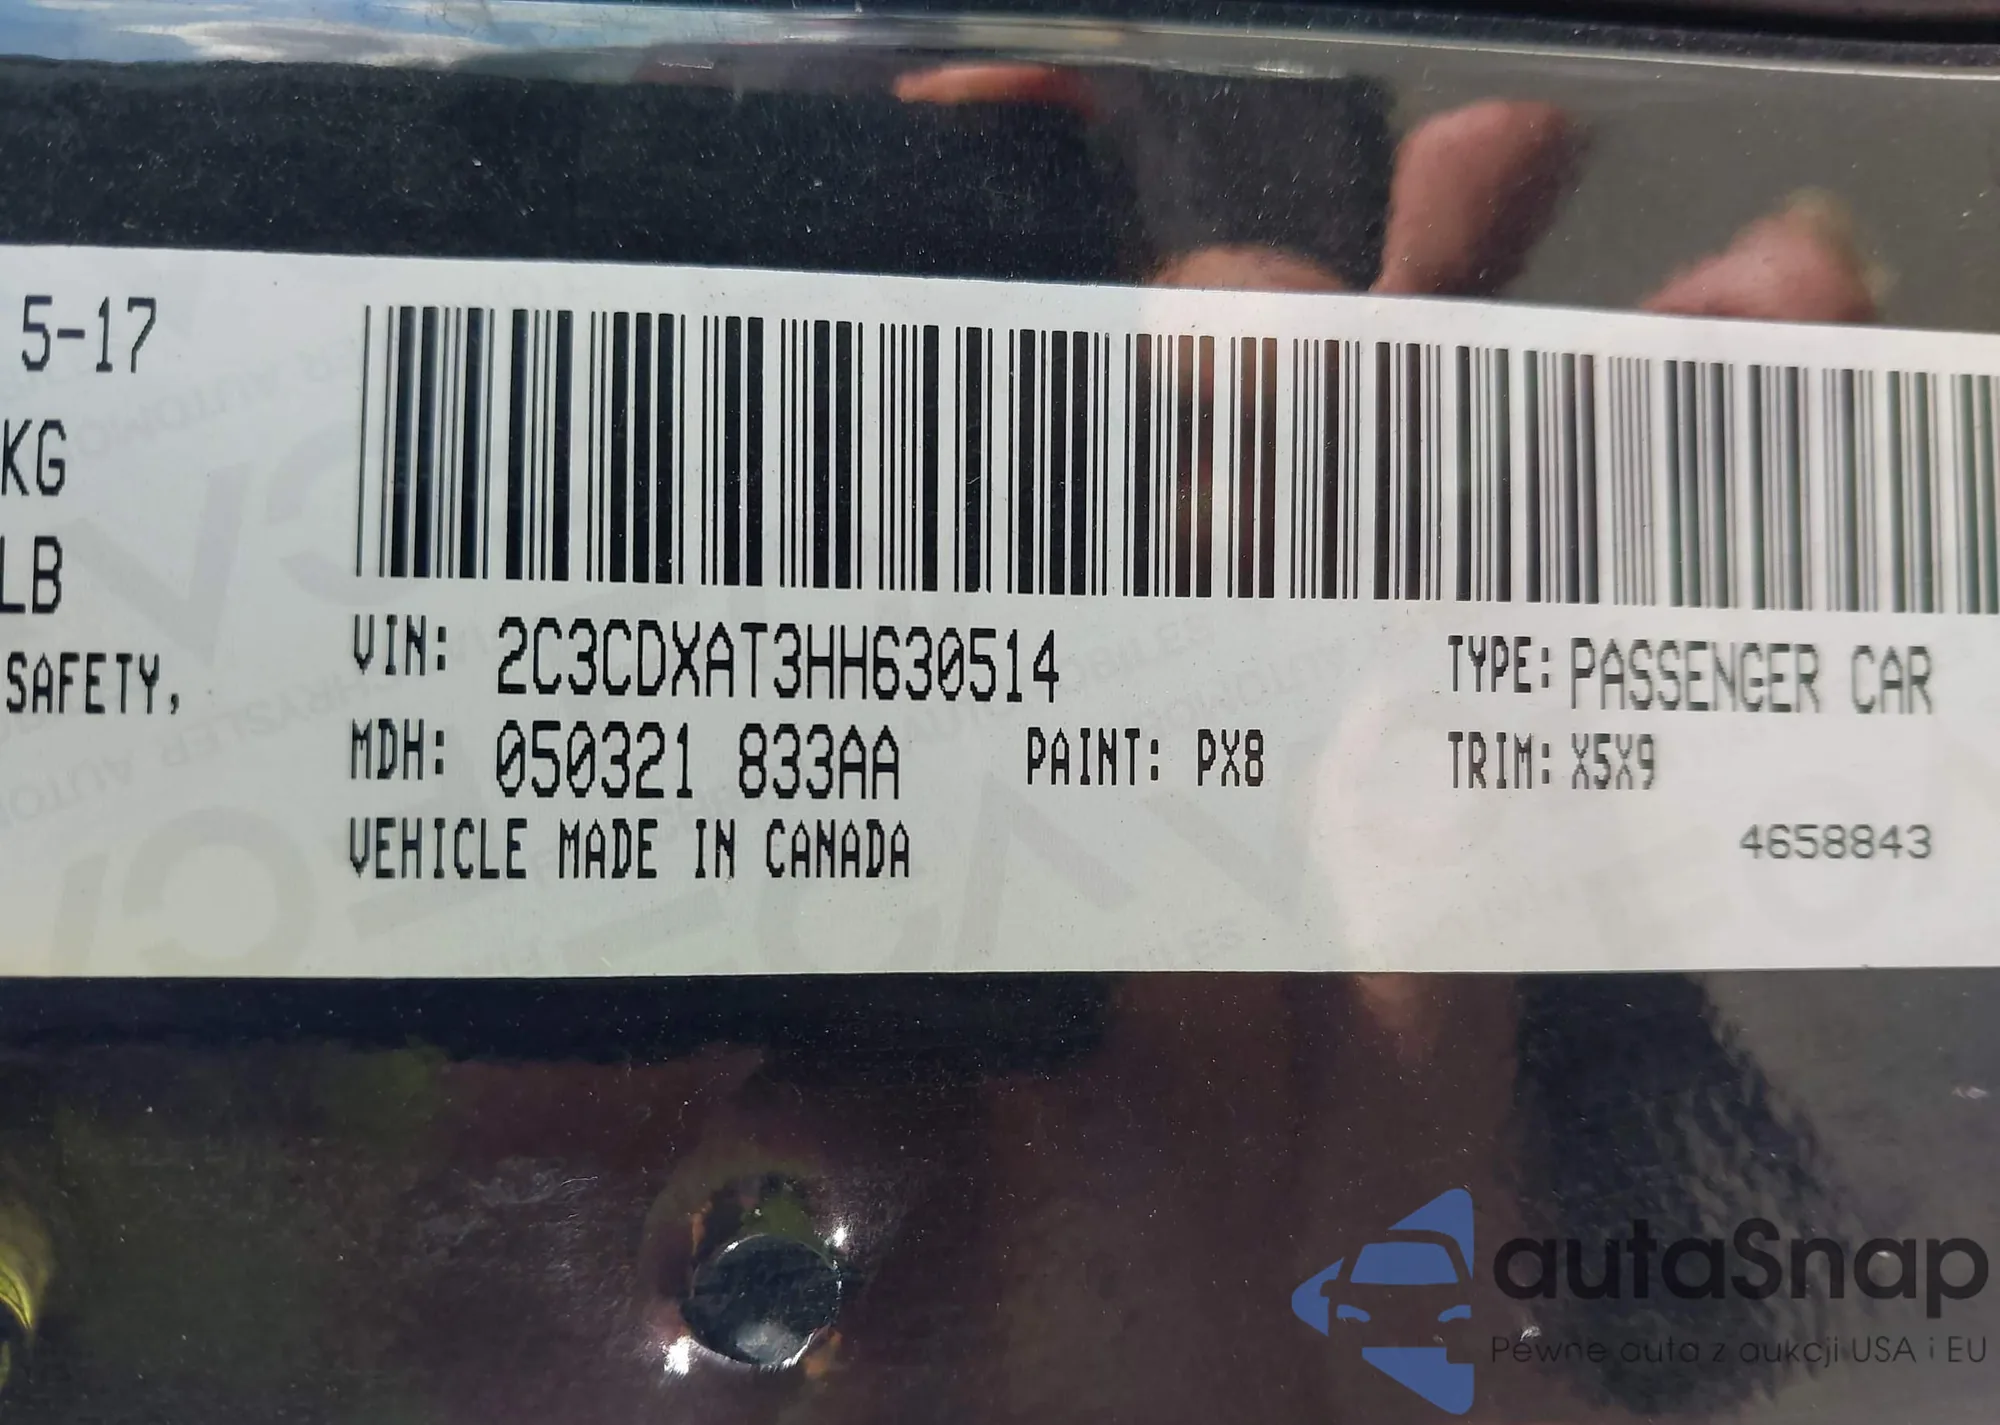 5-17
KG
LB
SAFETY,
VIN: 2C3CDXAT3HH630514
TYPE: PASSENGER CAR
MDH: 050321 833AA
PAINT: PX8
TRIM: X5X9
VEHICLE MADE IN CANADA
4658843
autaSnap
Pewne auta z aukcji USA i EU